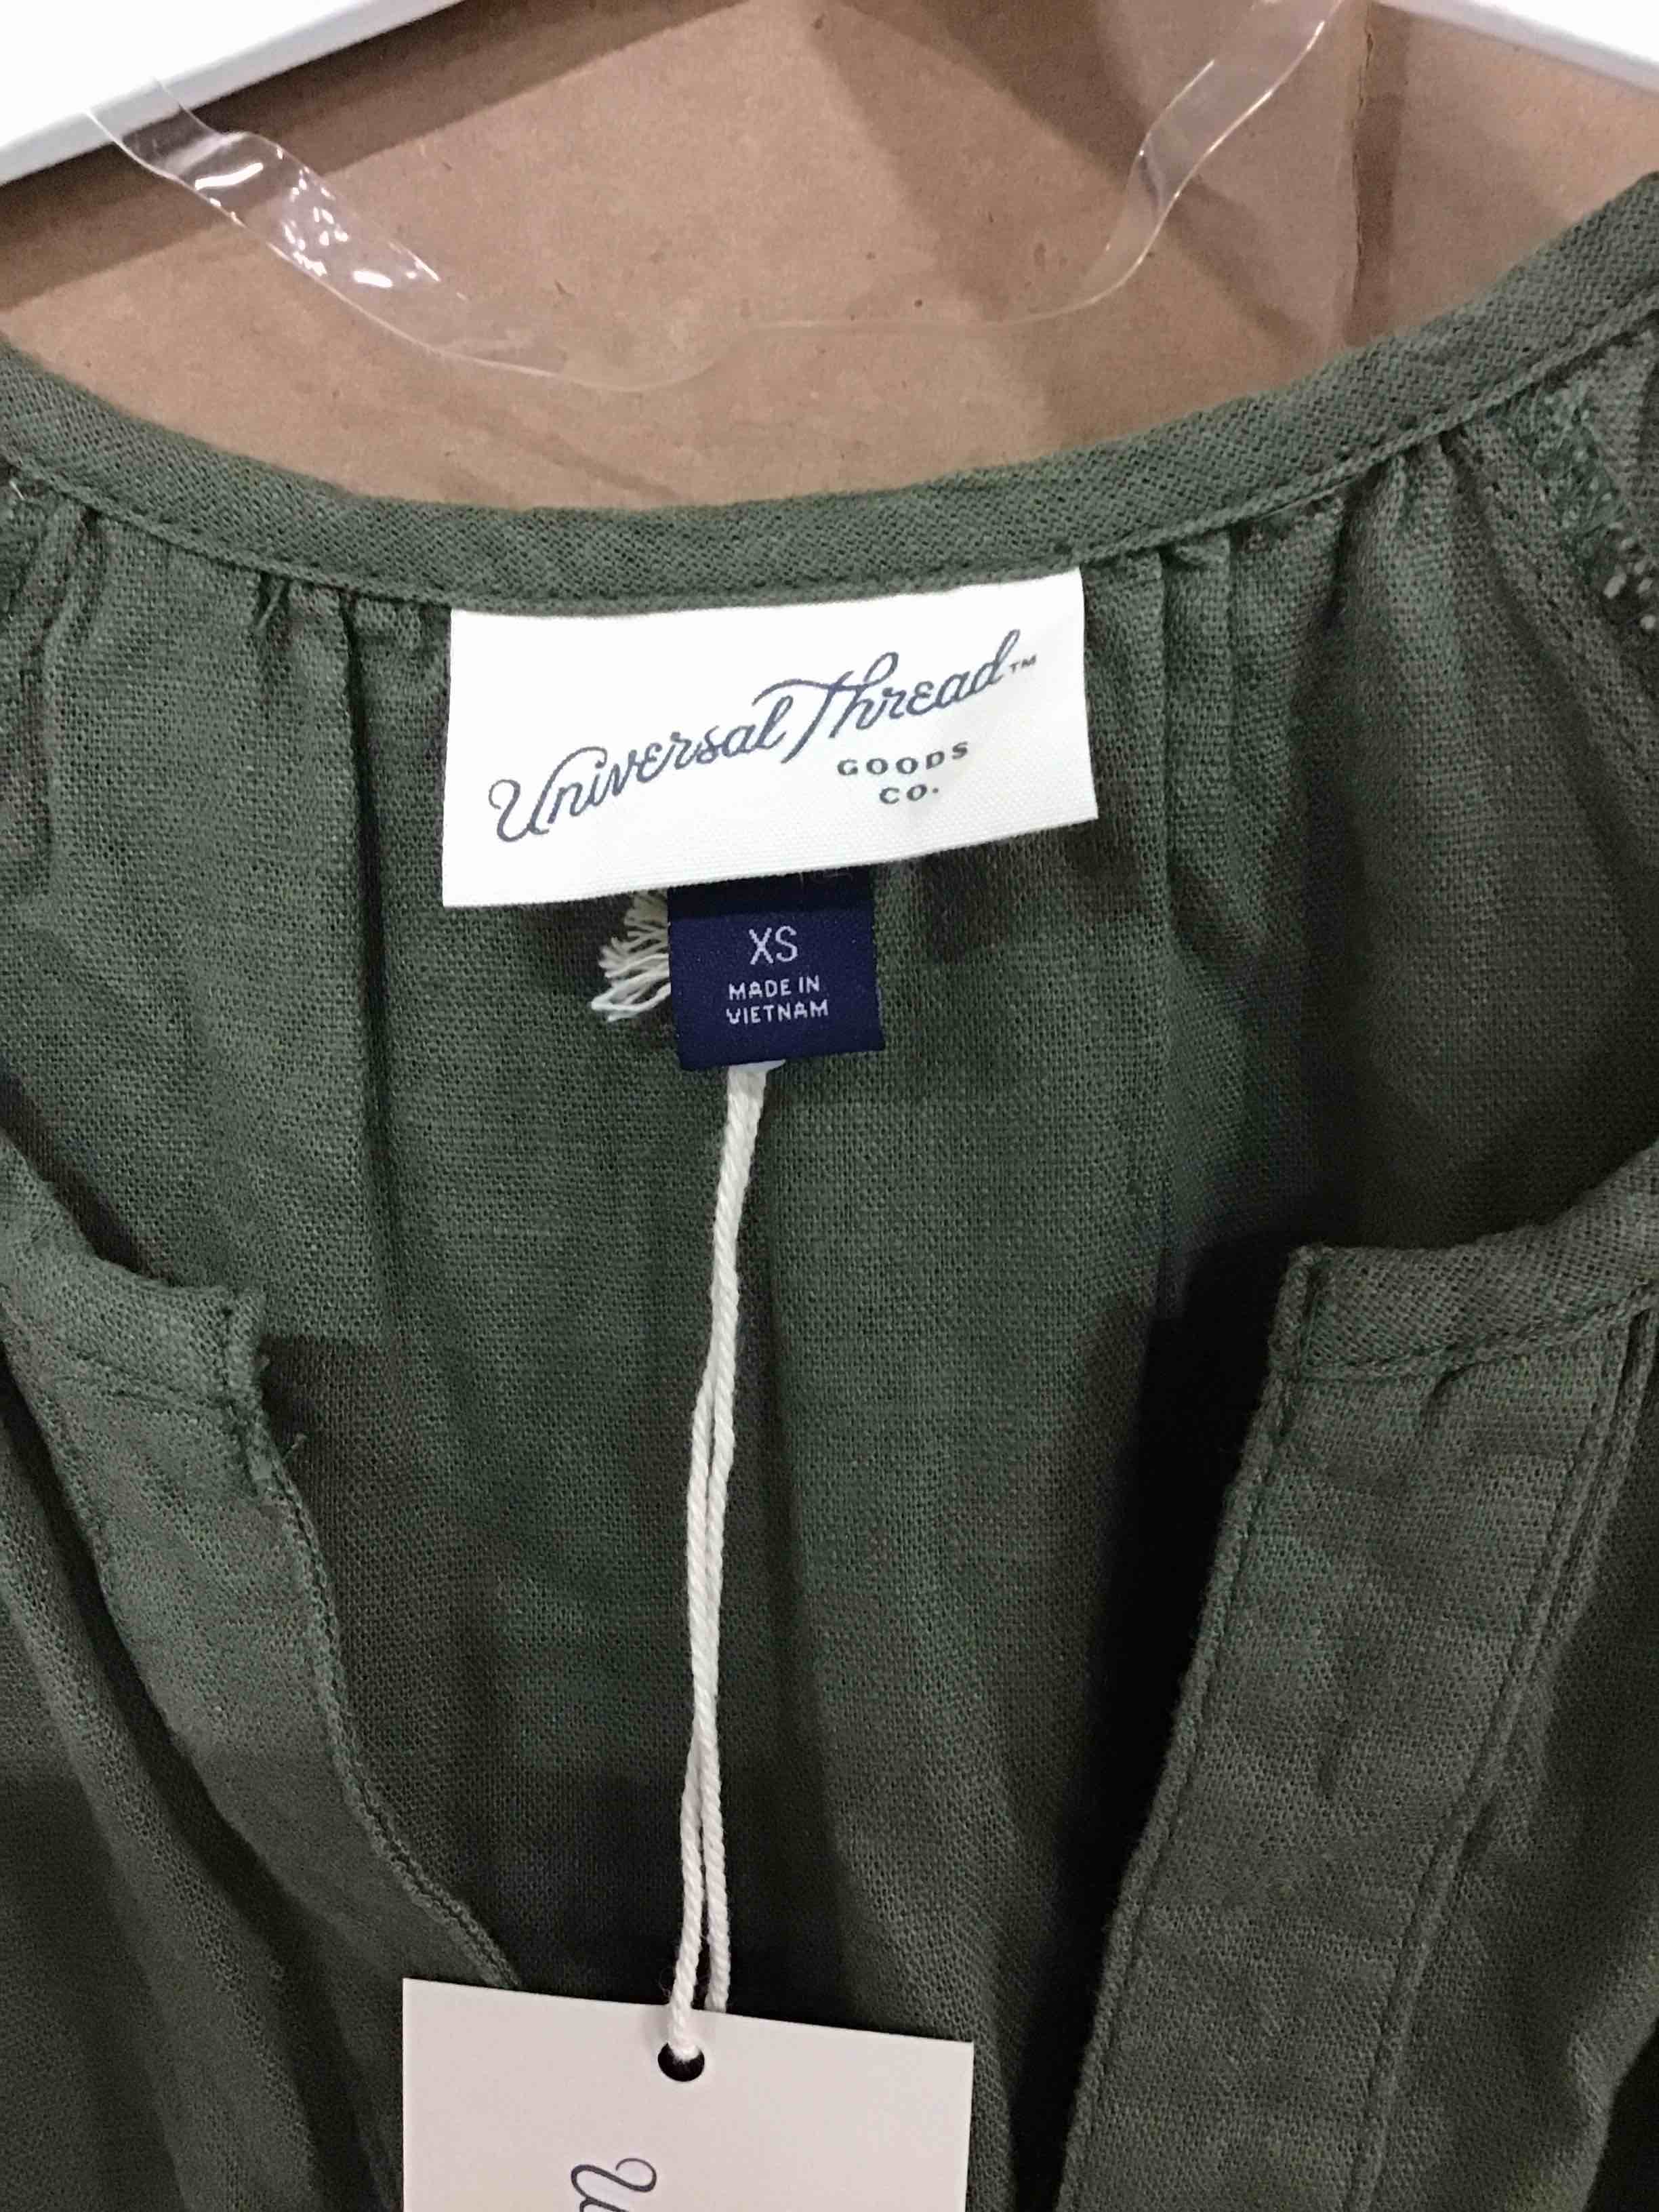 Universal Thread™
GOODS
CO.
XS
MADE IN
VIETNAM